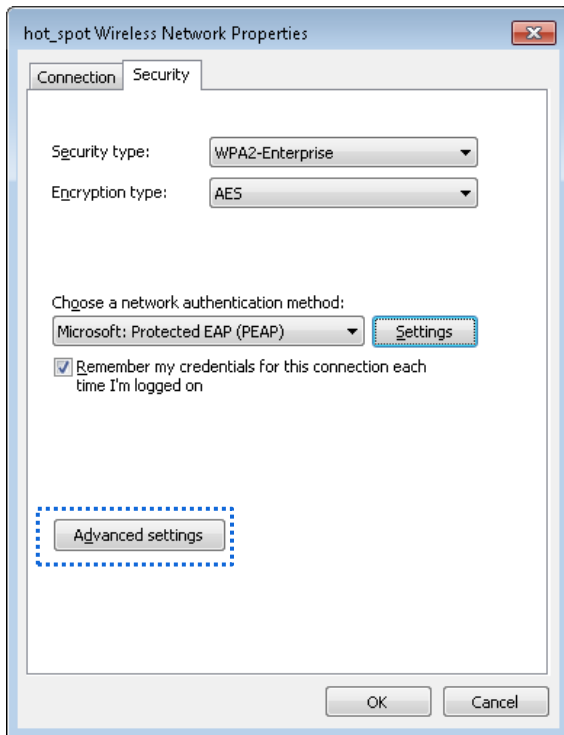 hot_spot Wireless Network Properties
Connection
Security
Security type:
WPA2-Enterprise
Encryption type:
AES
Choose a network authentication method:
Microsoft: Protected EAP (PEAP)
Settings
Remember my credentials for this connection each
time I'm logged on
Advanced settings
OK
Cancel